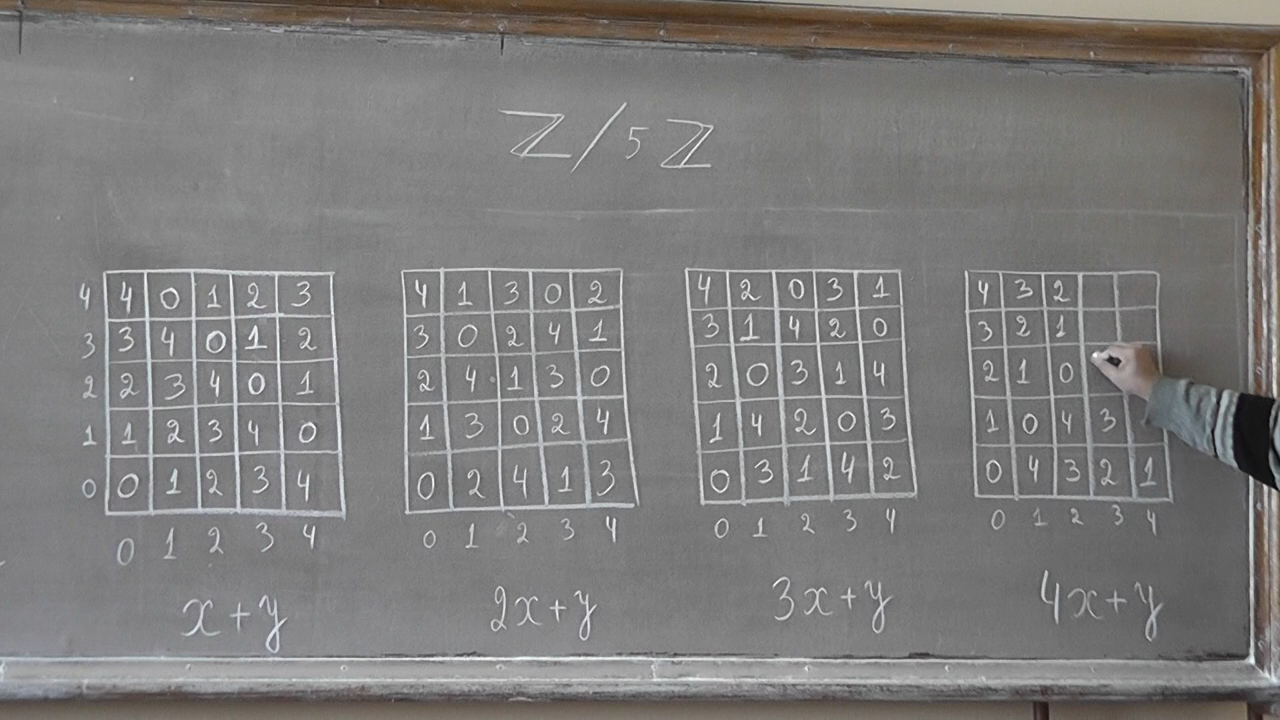 ℤ/5ℤ
4 4 0 1 2 3
3 3 4 0 1 2
2 2 3 4 0 1
1 1 2 3 4 0
0 0 1 2 3 4
0 1 2 3 4
x+y
4 1 3 0 2
3 0 2 4 1
2 4 1 3 0
1 3 0 2 4
0 2 4 1 3
0 1 2 3 4
2x+y
4 2 0 3 1
3 1 4 2 0
2 0 3 1 4
1 4 2 0 3
0 3 1 4 2
0 1 2 3 4
3x+y
4 3 2
3 2 1
2 1 0
1 0 4 3
0 4 3 2 1
0 1 2 3 4
4x+y